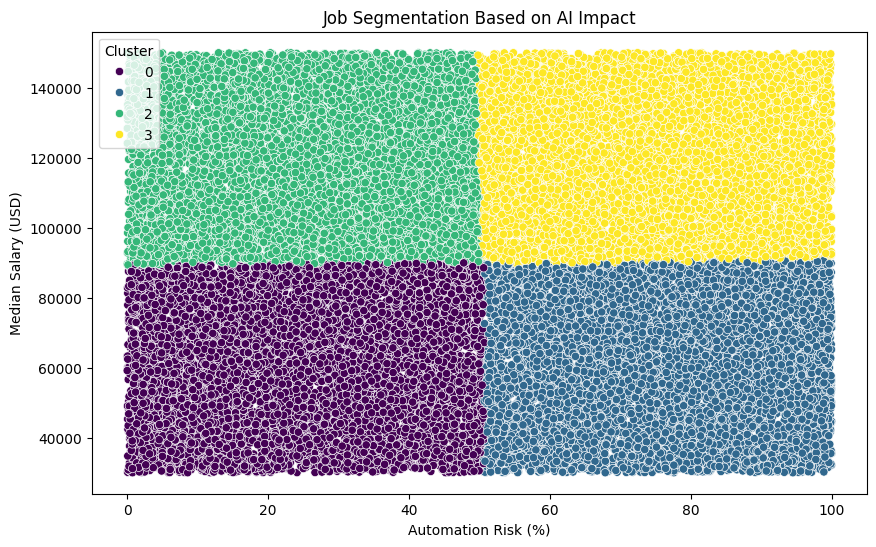 Job Segmentation Based on AI Impact
Cluster
0
1
2
3
140000
120000
100000
80000
60000
40000
Median Salary (USD)
0 20 40 60 80 100
Automation Risk (%)